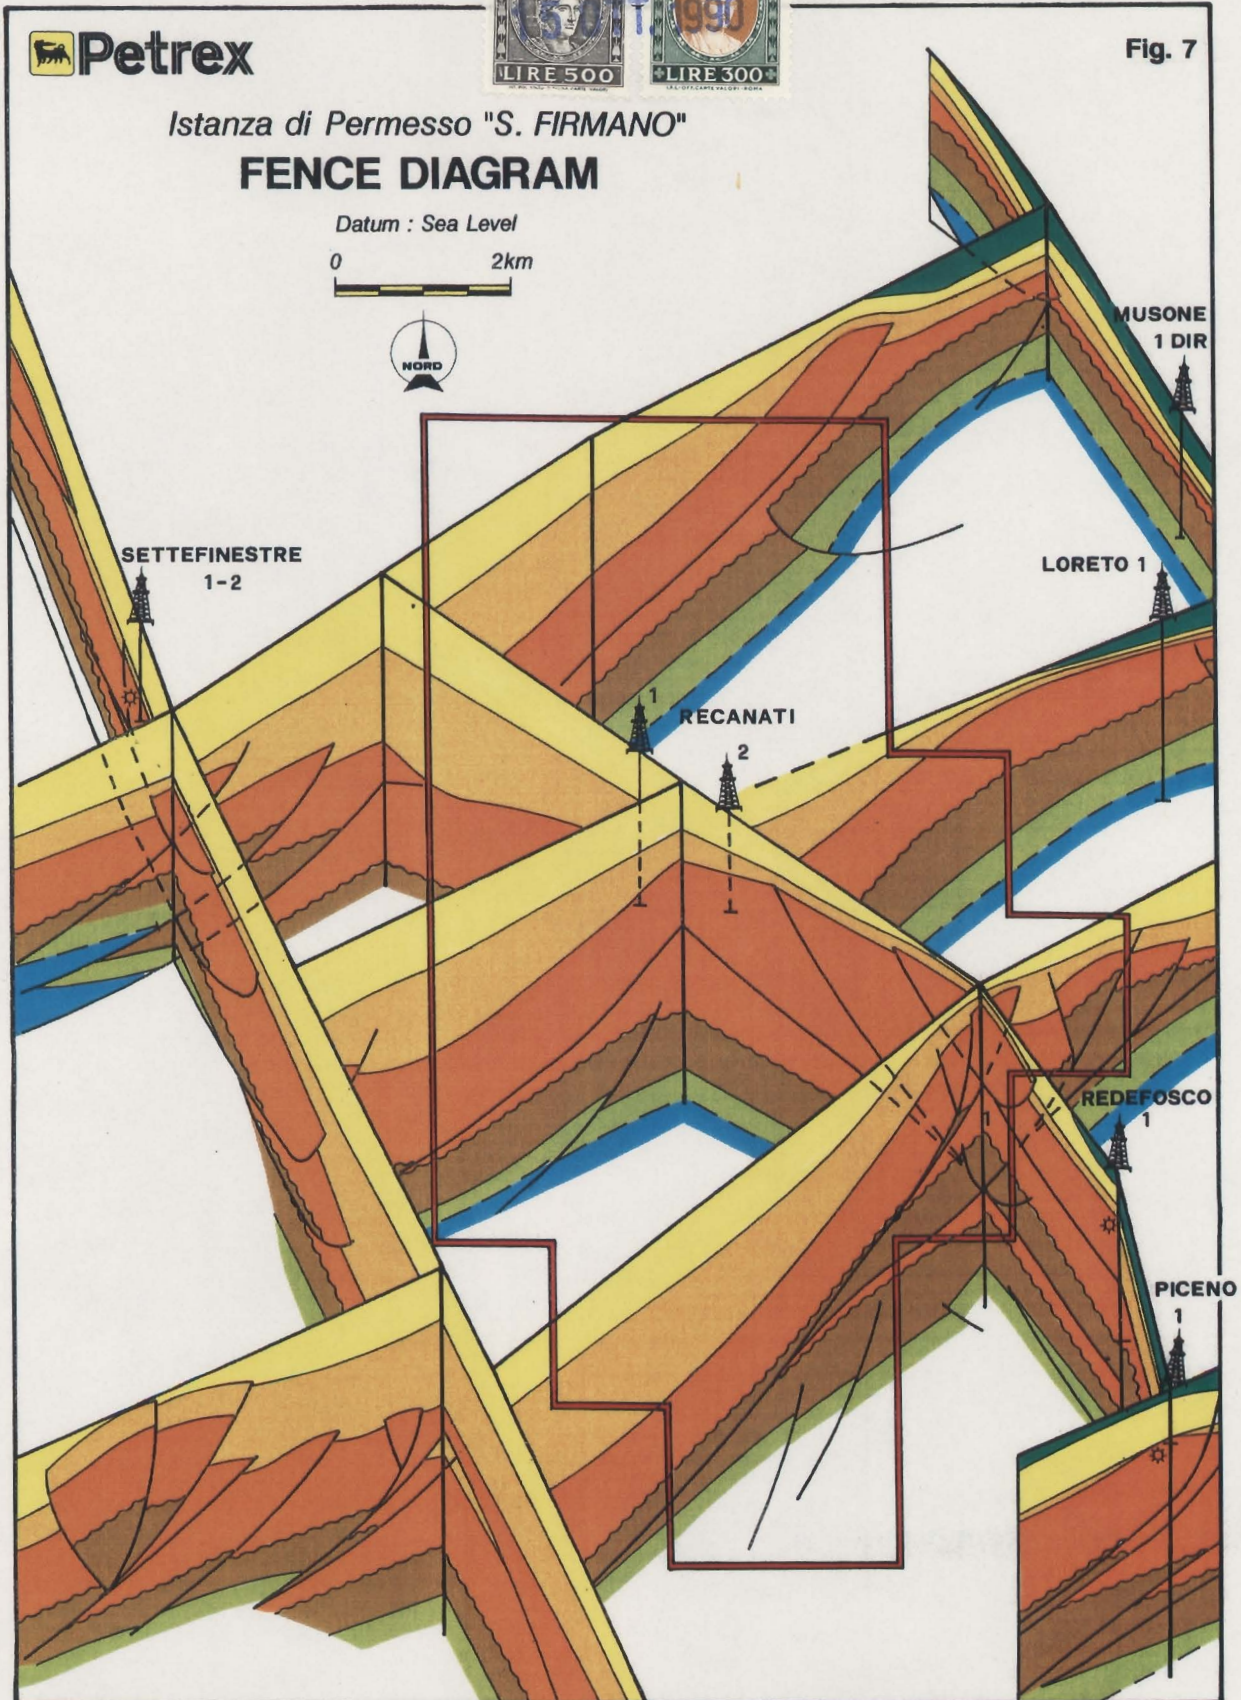 Petrex
LIRE 500
LIRE 300
1990
Fig. 7
Istanza di Permesso "S. FIRMANO"
FENCE DIAGRAM
Datum : Sea Level
0 2km
NORD
MUSONE
1 DIR
SETTEFINESTRE
1-2
LORETO 1
1
RECANATI
2
REDEFOSCO
1
PICENO
1